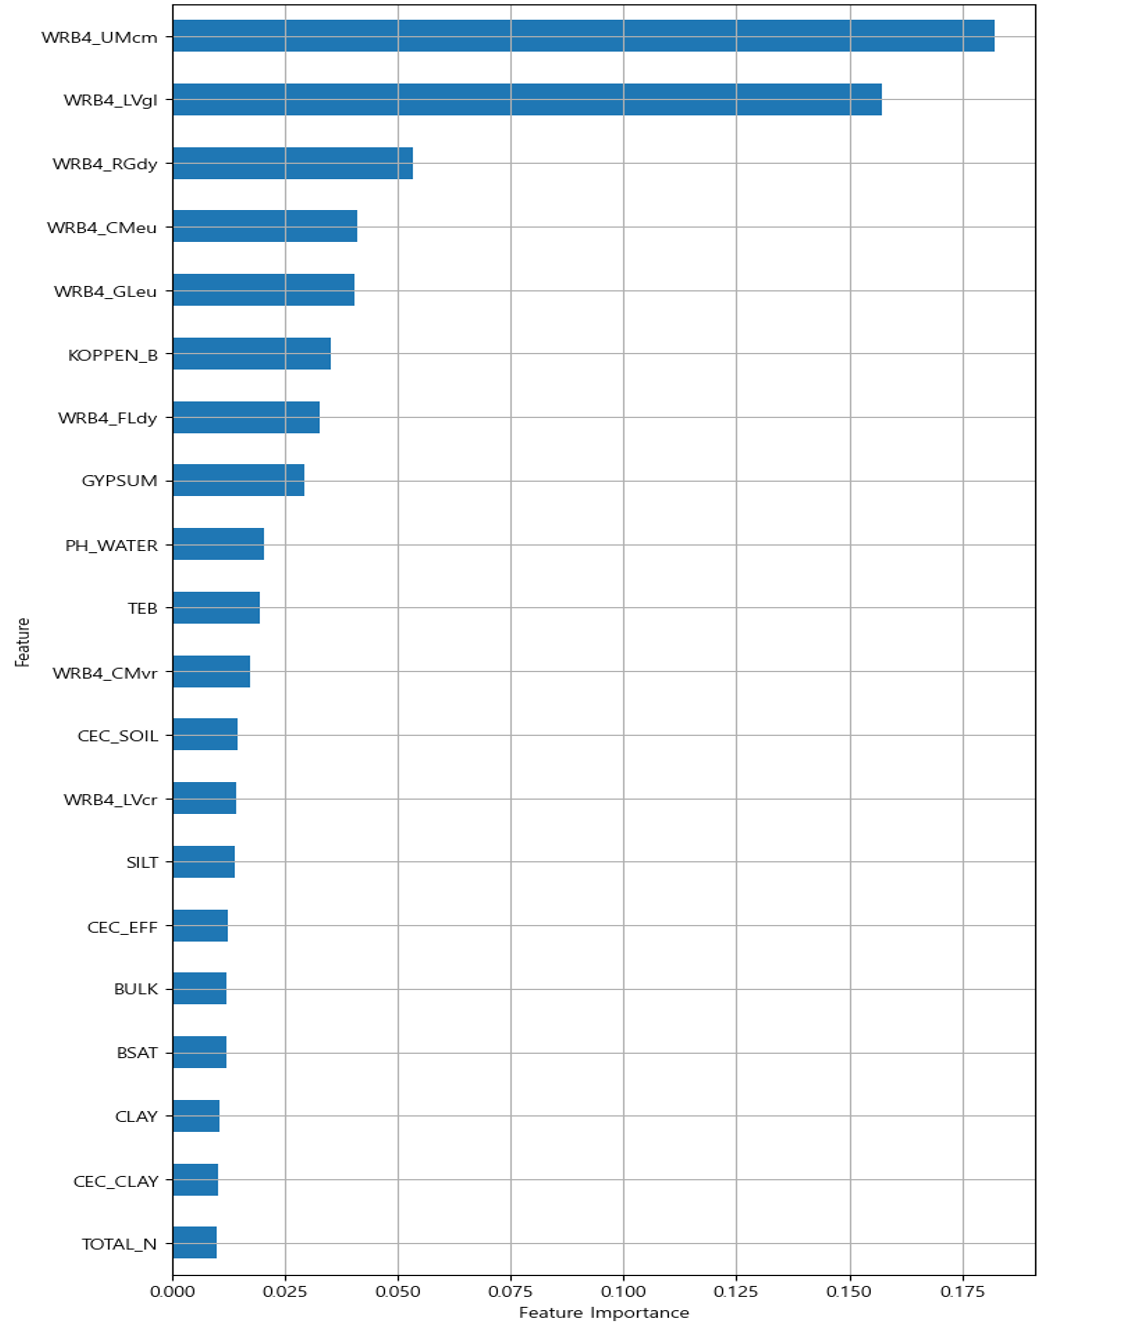 WRB4_UMcm
WRB4_LVgl
WRB4_RGdy
WRB4_CMeu
WRB4_GLeu
KOPPEN_B
WRB4_FLdy
GYPSUM
PH_WATER
TEB
WRB4_CMvr
CEC_SOIL
WRB4_LVcr
SILT
CEC_EFF
BULK
BSAT
CLAY
CEC_CLAY
TOTAL_N
Feature
0.000 0.025 0.050 0.075 0.100 0.125 0.150 0.175
Feature Importance